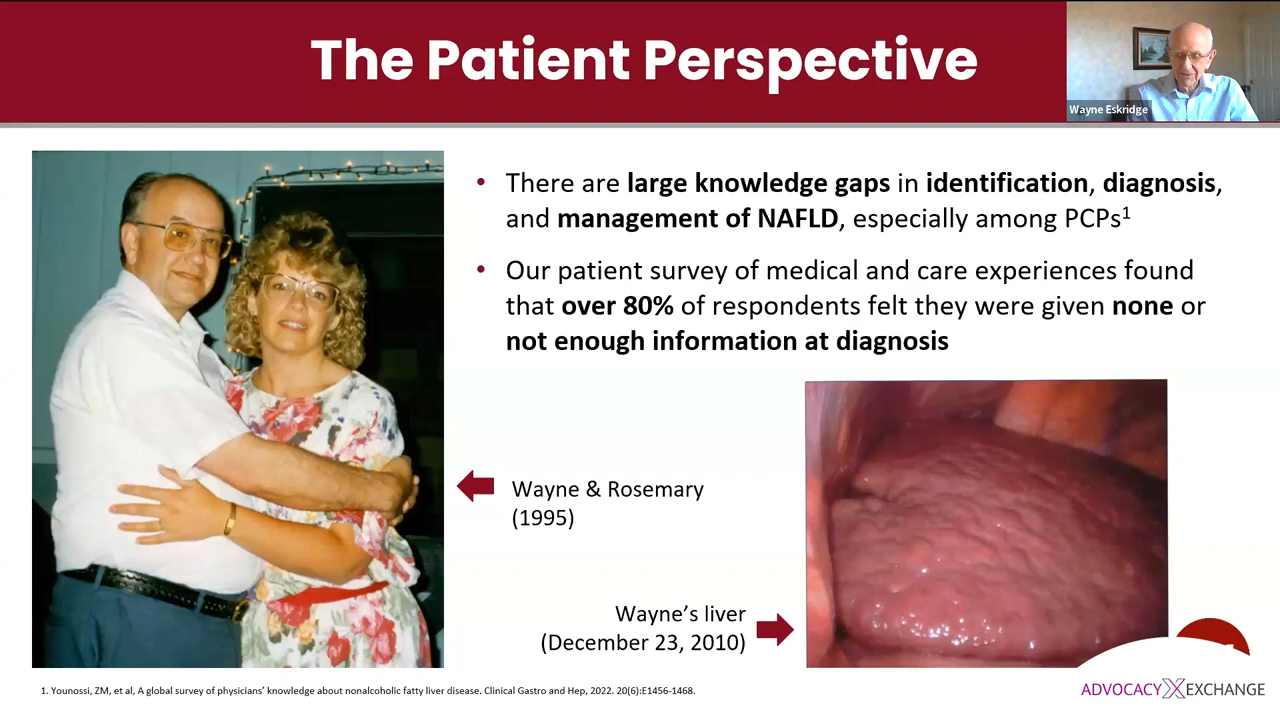 The Patient Perspective
Wayne Eskridge
• There are large knowledge gaps in identification, diagnosis,
and management of NAFLD, especially among PCPs¹
• Our patient survey of medical and care experiences found
that over 80% of respondents felt they were given none or
not enough information at diagnosis
Wayne & Rosemary
(1995)
Wayne’s liver
(December 23, 2010)
1. Younossi, ZM, et al, A global survey of physicians’ knowledge about nonalcoholic fatty liver disease. Clinical Gastro and Hep, 2022. 20(6):E1456-1468.
ADVOCACY X EXCHANGE